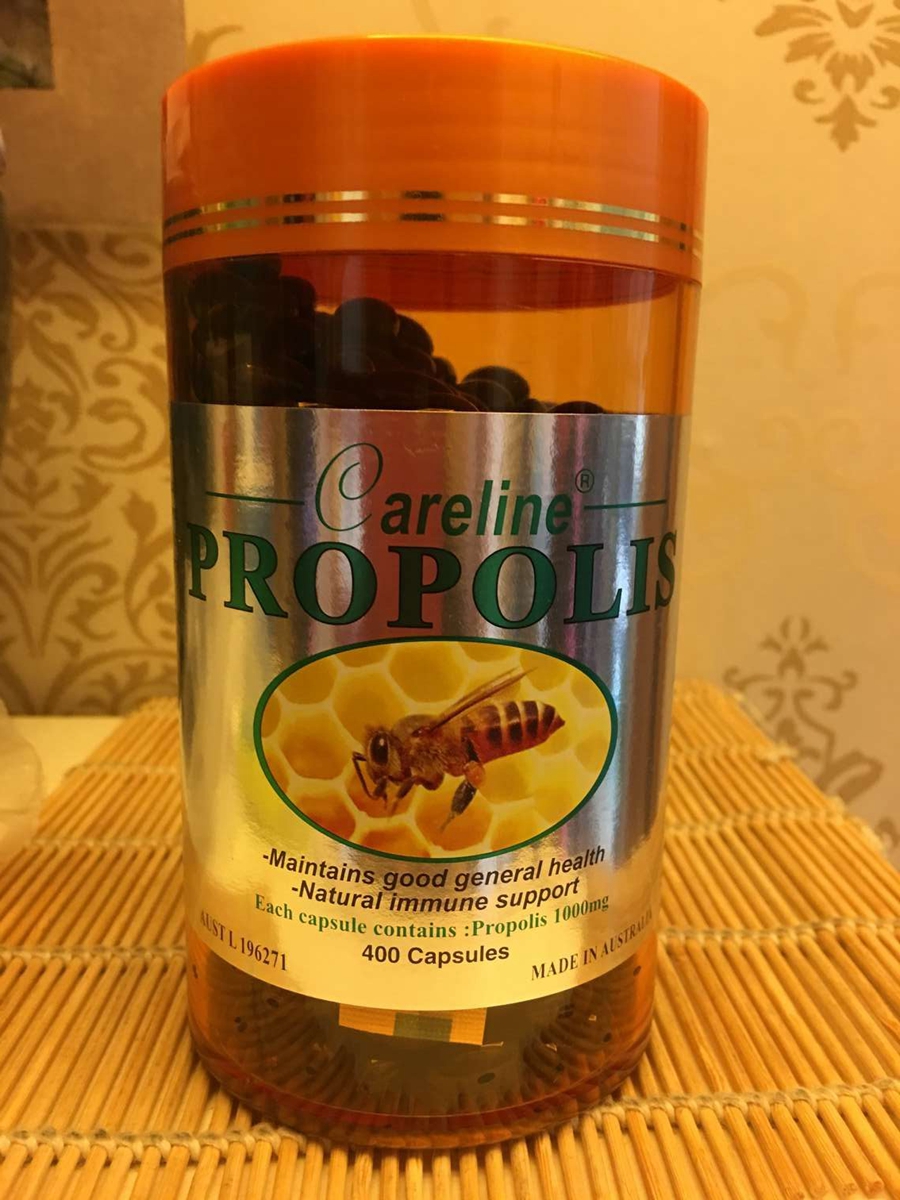 Careline®
PROPOLIS
-Maintains good general health
-Natural immune support
Each capsule contains :Propolis 1000mg
400 Capsules
AUST L 196271
MADE IN AUSTRALIA